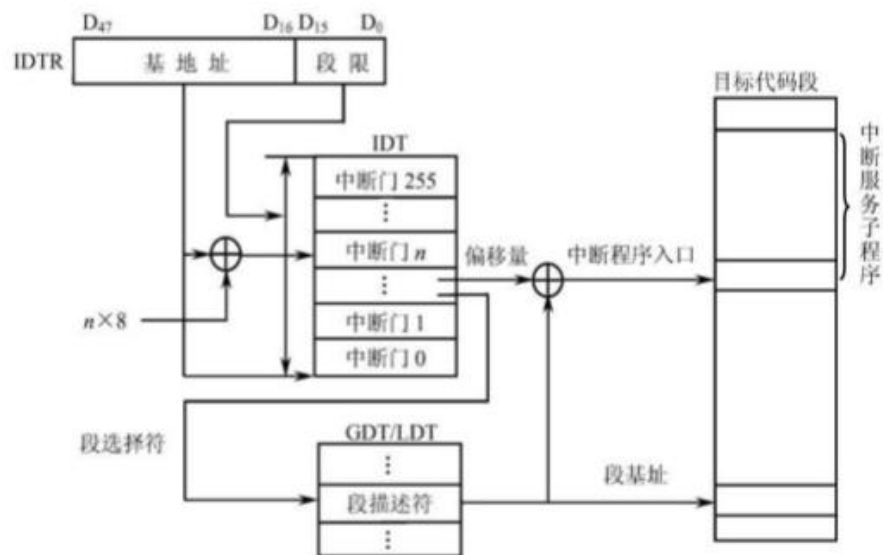 D₄₇ D₁₆ D₁₅ D₀
IDTR 基地址 段限
目标代码段
IDT
中断门 255
⋮
中断门 n
⋮
中断门 1
中断门 0
n×8
偏移量
中断程序入口
中断服务子程序
段选择符
GDT/LDT
⋮
段描述符
⋮
段基址